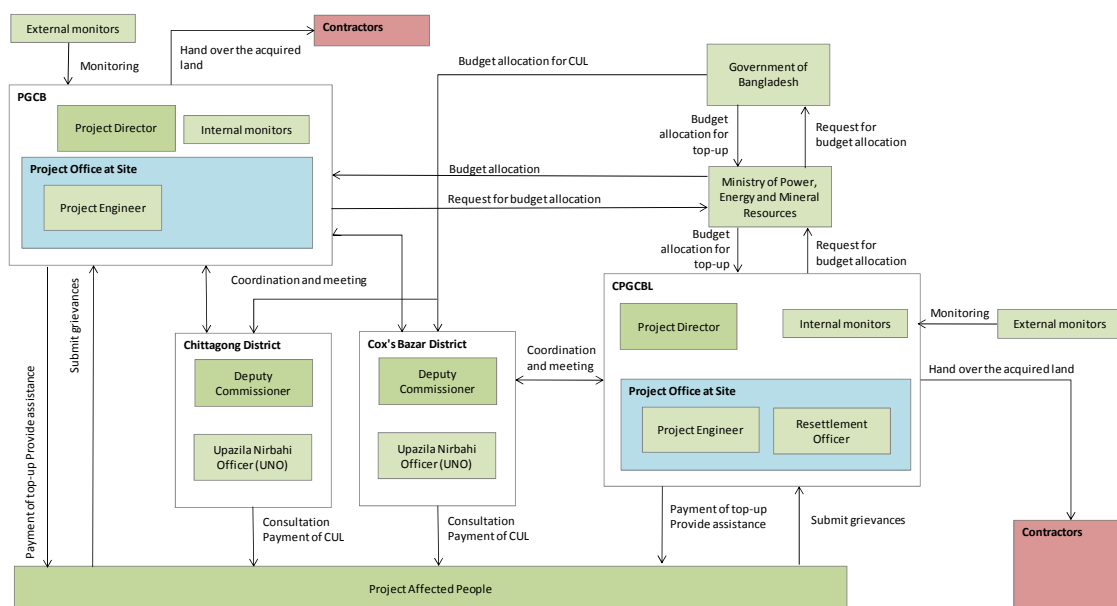 External monitors
Contractors
Hand over the acquired
land
Monitoring
Budget allocation for CUL
Government of
Bangladesh
PGCB
Project Director
Internal monitors
Budget
allocation for
top-up
Request for
budget allocation
Project Office at Site
Project Engineer
Budget allocation
Request for budget allocation
Ministry of Power,
Energy and Mineral
Resources
Budget
allocation for
top-up
Request for
budget allocation
Coordination and meeting
CPGCBL
Project Director
Internal monitors
Monitoring
External monitors
Payment of top-up Provide assistance
Submit grievances
Chittagong District
Deputy
Commissioner
Upazila Nirbahi
Officer (UNO)
Cox's Bazar District
Deputy
Commissioner
Upazila Nirbahi
Officer (UNO)
Coordination
and meeting
Hand over the acquired land
Project Office at Site
Project Engineer
Resettlement
Officer
Consultation
Payment of CUL
Consultation
Payment of CUL
Payment of top-up
Provide assistance
Submit grievances
Contractors
Project Affected People